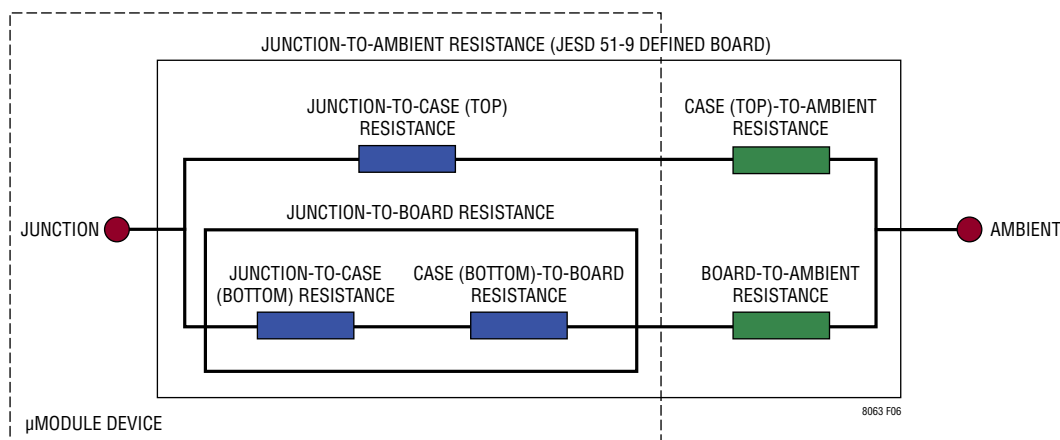 JUNCTION-TO-AMBIENT RESISTANCE (JESD 51-9 DEFINED BOARD)
JUNCTION-TO-CASE (TOP)
RESISTANCE
CASE (TOP)-TO-AMBIENT
RESISTANCE
JUNCTION-TO-BOARD RESISTANCE
JUNCTION
AMBIENT
JUNCTION-TO-CASE
(BOTTOM) RESISTANCE
CASE (BOTTOM)-TO-BOARD
RESISTANCE
BOARD-TO-AMBIENT
RESISTANCE
8063 F06
µMODULE DEVICE